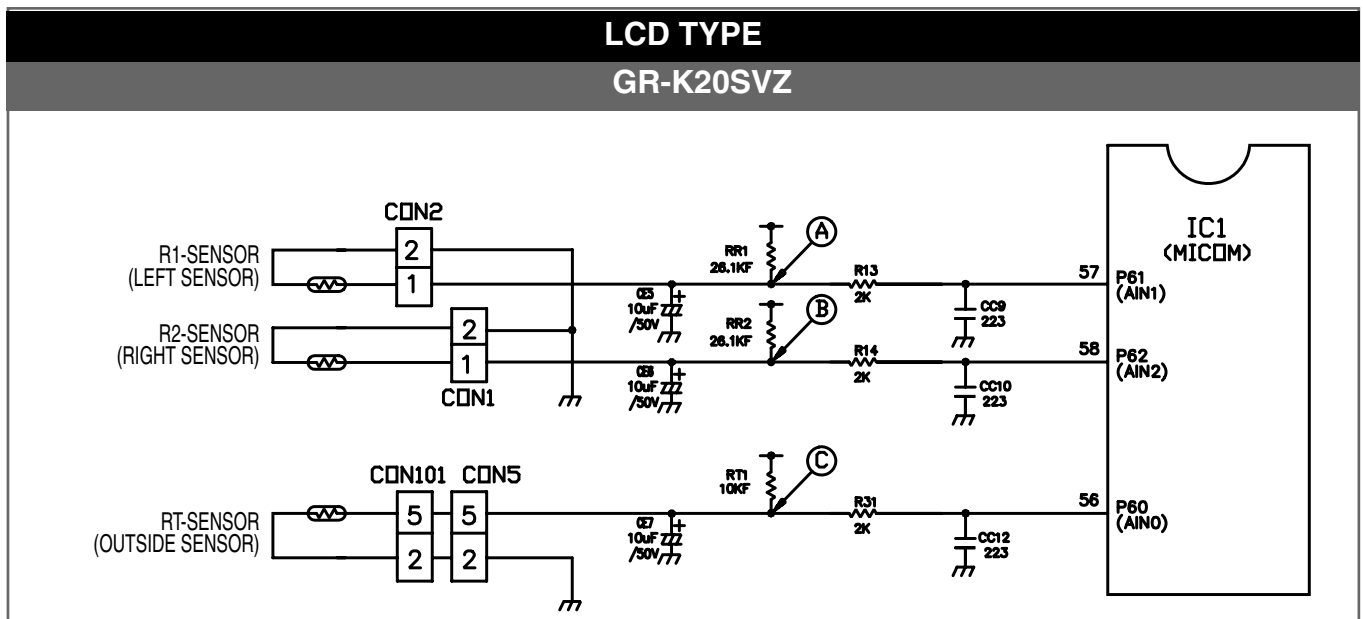 LCD TYPE
GR-K20SVZ
CON2
R1-SENSOR
(LEFT SENSOR)
2
1
CE5
10uF
/50V
RR1
26.1KF
A
R13
2K
CC9
223
57
P61
(AIN1)
IC1
(MICOM)
R2-SENSOR
(RIGHT SENSOR)
2
1
CON1
CE6
10uF
/50V
RR2
26.1KF
B
R14
2K
CC10
223
58
P62
(AIN2)
CON101 CON5
RT-SENSOR
(OUTSIDE SENSOR)
5 5
2 2
CE7
10uF
/50V
RT1
10KF
C
R31
2K
CC12
223
56
P60
(AIN0)